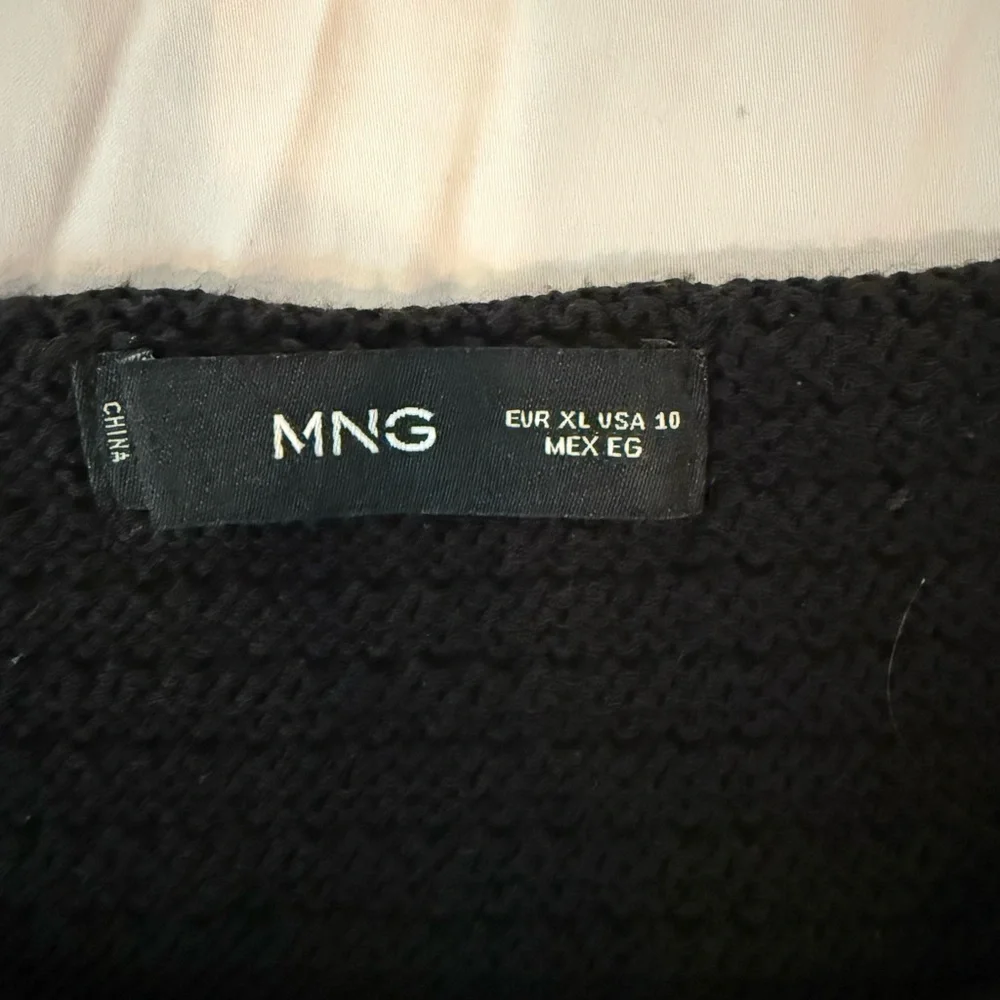 CHINA
MNG
EUR XL USA 10
MEX EG